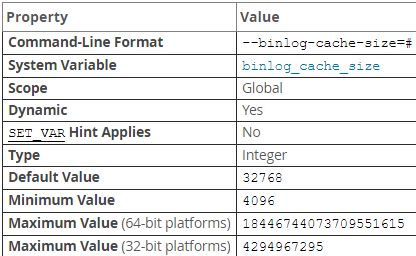 Property Value
Command-Line Format --binlog-cache-size=#
System Variable binlog_cache_size
Scope Global
Dynamic Yes
SET_VAR Hint Applies No
Type Integer
Default Value 32768
Minimum Value 4096
Maximum Value (64-bit platforms) 18446744073709551615
Maximum Value (32-bit platforms) 4294967295